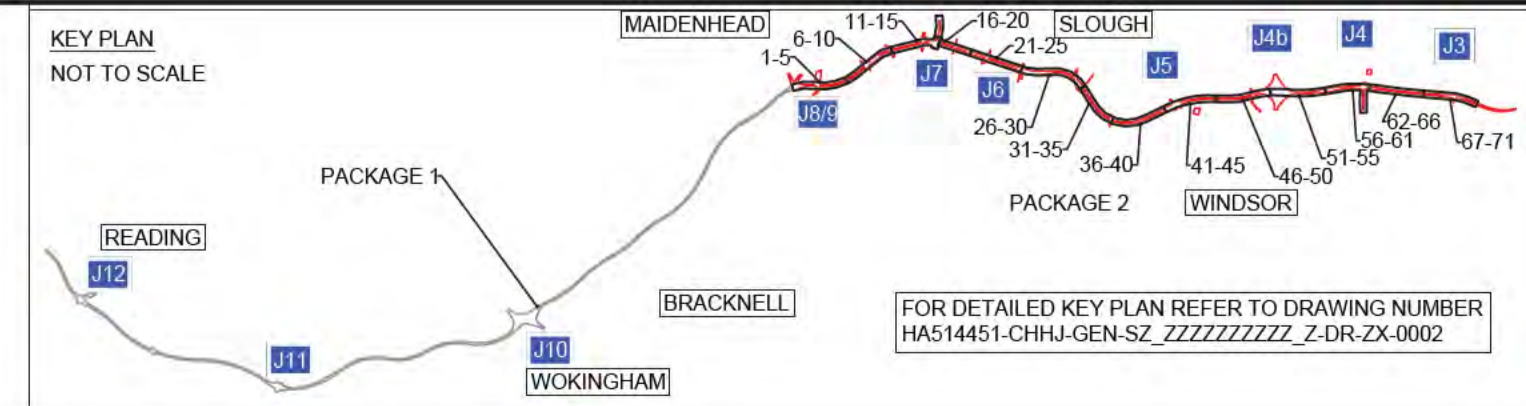 KEY PLAN
NOT TO SCALE
MAIDENHEAD
SLOUGH
1-5
6-10
11-15
16-20
21-25
J8/9
J7
J6
J5
J4b
J4
J3
26-30
31-35
36-40
41-45
46-50
51-55
56-61
62-66
67-71
PACKAGE 1
PACKAGE 2
WINDSOR
READING
J12
J11
J10
WOKINGHAM
BRACKNELL
FOR DETAILED KEY PLAN REFER TO DRAWING NUMBER
HA514451-CHHJ-GEN-SZ_ZZZZZZZZZZ_Z-DR-ZX-0002